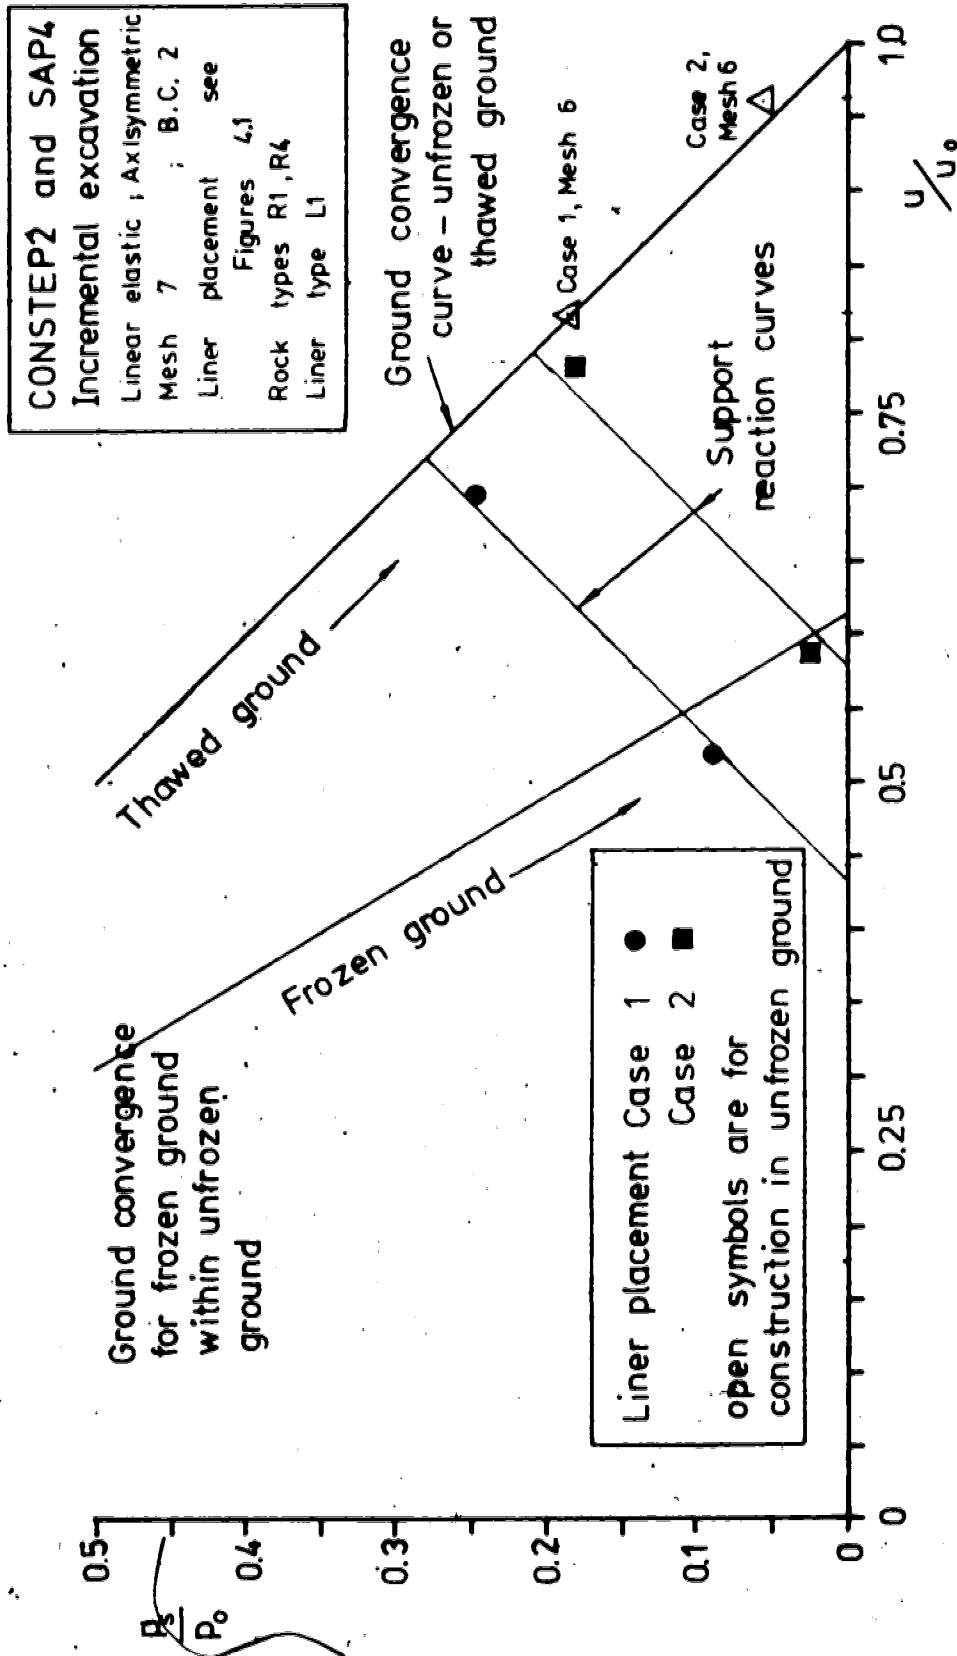 CONSTEP2 and SAP4
Incremental excavation
Linear elastic ; Axisymetric
Mesh 7 ; B.C. 2
Liner placement see
Figures 4.1
Rock types R1, R4
Liner type L1
Ground convergence
curve – unfrozen or
thawed ground
Thawed ground
Case 1, Mesh 6
Case 2,
Mesh 6
Support
reaction curves
Ground convergence
for frozen ground
within unfrozen
ground
Frozen ground
Liner placement Case 1
Case 2
open symbols are for
construction in unfrozen ground
Ps
Po
0.5
0.4
0.3
0.2
0.1
0
0
0.25
0.5
0.75
1.0
u/uo